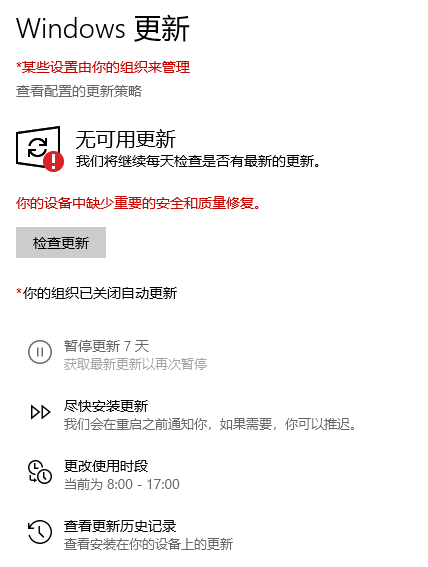 Windows 更新
*某些设置由你的组织来管理
查看配置的更新策略
无可用更新
我们将继续每天检查是否有最新的更新。
你的设备中缺少重要的安全和质量修复。
检查更新
*你的组织已关闭自动更新
暂停更新 7 天
获取最新更新以再次暂停
尽快安装更新
我们会在重启之前通知你，如果需要，你可以推迟。
更改使用时段
当前为 8:00 - 17:00
查看更新历史记录
查看安装在你的设备上的更新